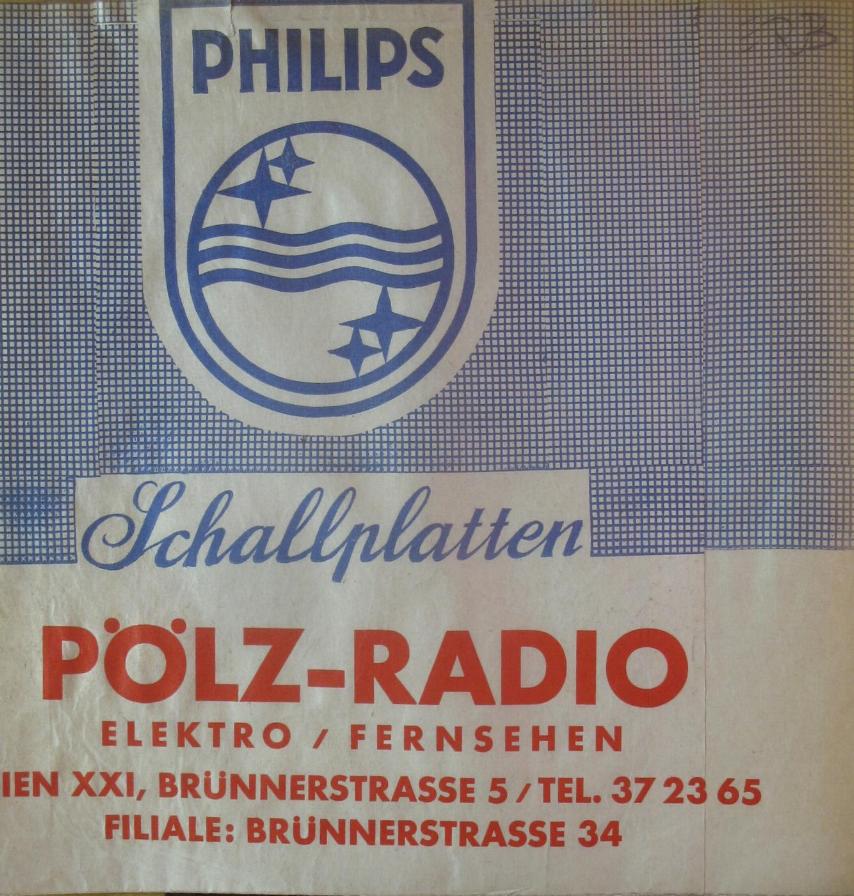 PHILIPS
Schallplatten
PÖLZ-RADIO
ELEKTRO / FERNSEHEN
IEN XXI, BRÜNNERSTRASSE 5 / TEL. 37 23 65
FILIALE: BRÜNNERSTRASSE 34